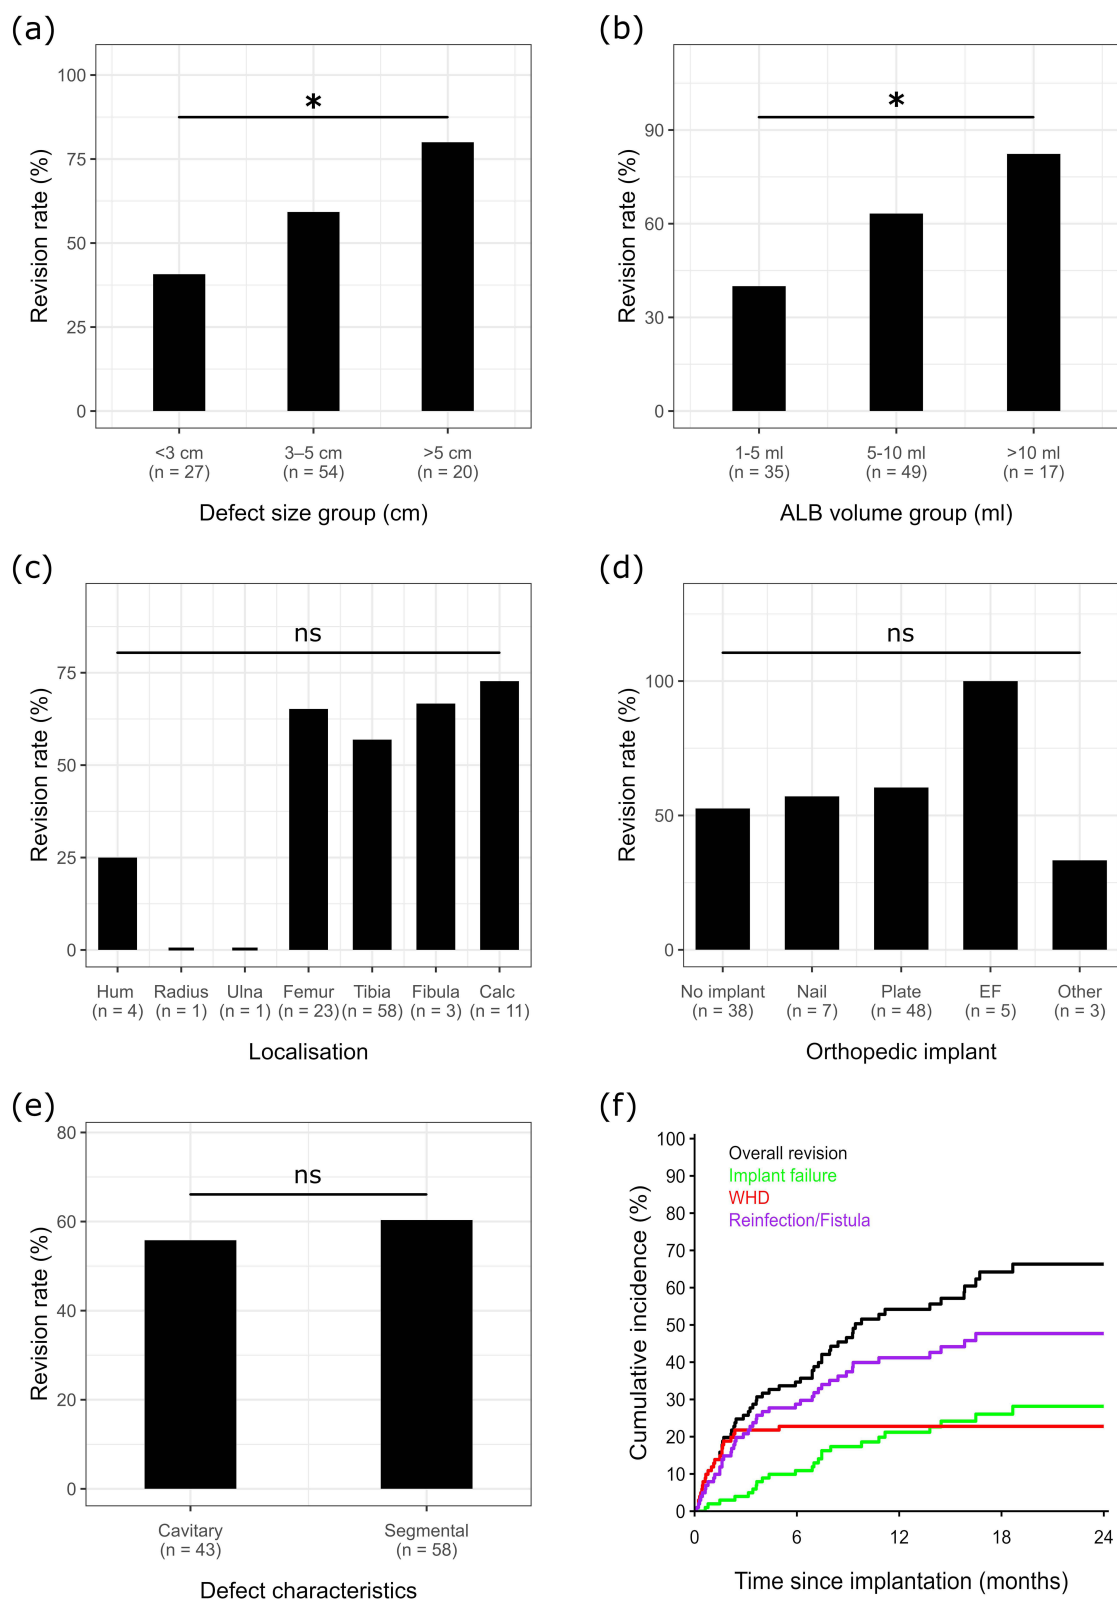 (a)
100
75
50
25
0
Revision rate (%)
*
<3 cm
(n = 27)
3–5 cm
(n = 54)
>5 cm
(n = 20)
Defect size group (cm)
(b)
90
60
30
0
Revision rate (%)
*
1-5 ml
(n = 35)
5-10 ml
(n = 49)
>10 ml
(n = 17)
ALB volume group (ml)
(c)
75
50
25
0
Revision rate (%)
ns
Hum
(n = 4)
Radius
(n = 1)
Ulna
(n = 1)
Femur
(n = 23)
Tibia
(n = 58)
Fibula
(n = 3)
Calc
(n = 11)
Localisation
(d)
100
50
0
Revision rate (%)
ns
No implant
(n = 38)
Nail
(n = 7)
Plate
(n = 48)
EF
(n = 5)
Other
(n = 3)
Orthopedic implant
(e)
80
60
40
20
0
Revision rate (%)
ns
Cavitary
(n = 43)
Segmental
(n = 58)
Defect characteristics
(f)
100
90
80
70
60
50
40
30
20
10
0
Cumulative incidence (%)
Overall revision
Implant failure
WHD
Reinfection/Fistula
0
6
12
18
24
Time since implantation (months)